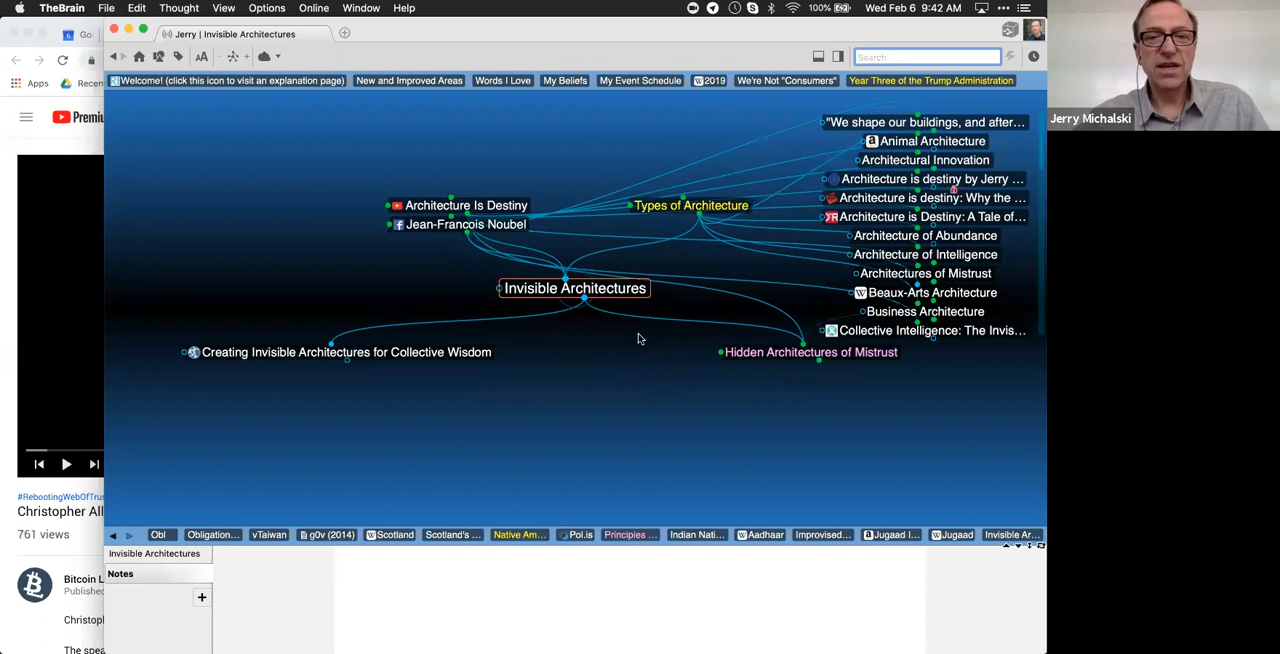 TheBrain File Edit Thought View Options Online Window Help 100% Wed Feb 6 9:42 AM
Jerry | Invisible Architectures
AA
Search
Apps
Welcome! (click this icon to visit an explanation page) New and Improved Areas Words I Love My Beliefs My Event Schedule W 2019 We're Not "Consumers" Year Three of the Trump Administration
Premiu
Jerry Michalski
"We shape our buildings, and after...
Animal Architecture
Architectural Innovation
Architecture is destiny by Jerry ...
Architecture is destiny: Why the ...
Architecture is Destiny: A Tale of...
Architecture of Abundance
Architecture of Intelligence
Architectures of Mistrust
W Beaux-Arts Architecture
Business Architecture
Collective Intelligence: The Invis...
Architecture Is Destiny
Jean-Francois Noubel
Types of Architecture
Invisible Architectures
Creating Invisible Architectures for Collective Wisdom
Hidden Architectures of Mistrust
#RebootingWebOfTrus
Christopher All
761 views
Obl Obligation... vTaiwan g0v (2014) W Scotland Scotland's ... Native Am... Pol.is Principles ... Indian Nati... W Aadhaar Improvised... Jugaad I... W Jugaad Invisible Ar...
Invisible Architectures
Notes
+
Bitcoin L
Published
Christoph
The spea